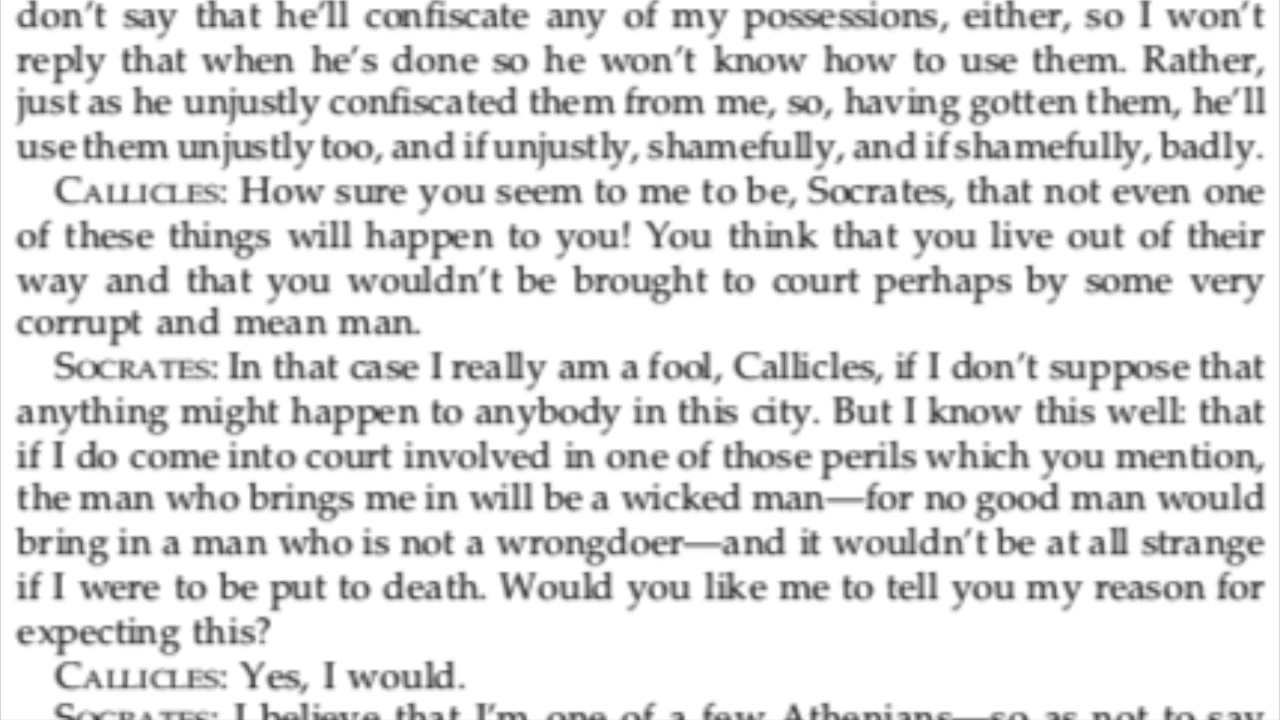 don't say that he'll confiscate any of my possessions, either, so I won't
reply that when he's done so he won't know how to use them. Rather,
just as he unjustly confiscated them from me, so, having gotten them, he'll
use them unjustly too, and if unjustly, shamefully, and if shamefully, badly.
CALLICLES: How sure you seem to me to be, Socrates, that not even one
of these things will happen to you! You think that you live out of their
way and that you wouldn't be brought to court perhaps by some very
corrupt and mean man.
SOCRATES: In that case I really am a fool, Callicles, if I don't suppose that
anything might happen to anybody in this city. But I know this well: that
if I do come into court involved in one of those perils which you mention,
the man who brings me in will be a wicked man—for no good man would
bring in a man who is not a wrongdoer—and it wouldn't be at all strange
if I were to be put to death. Would you like me to tell you my reason for
expecting this?
CALLICLES: Yes, I would.
SOCRATES: I believe that I'm one of a few Athenians—so as not to say